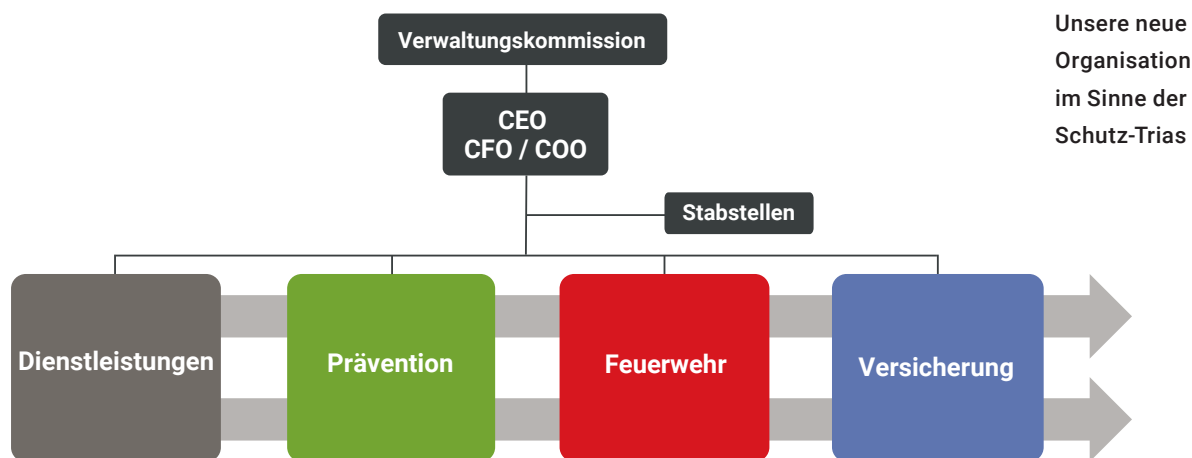 Verwaltungskommission
CEO
CFO / COO
Stabstellen
Dienstleistungen
Prävention
Feuerwehr
Versicherung
Unsere neue
Organisation
im Sinne der
Schutz-Trias